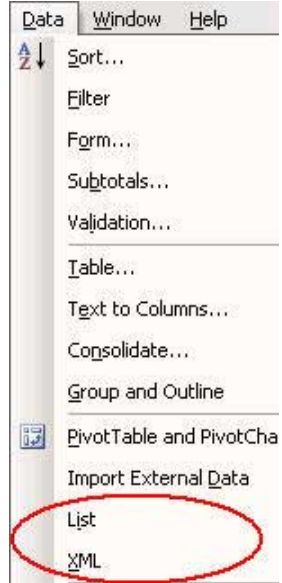 Data Window Help
Sort...
Filter
Form...
Subtotals...
Validation...
Table...
Text to Columns...
Consolidate...
Group and Outline
PivotTable and PivotCha
Import External Data
List
XML